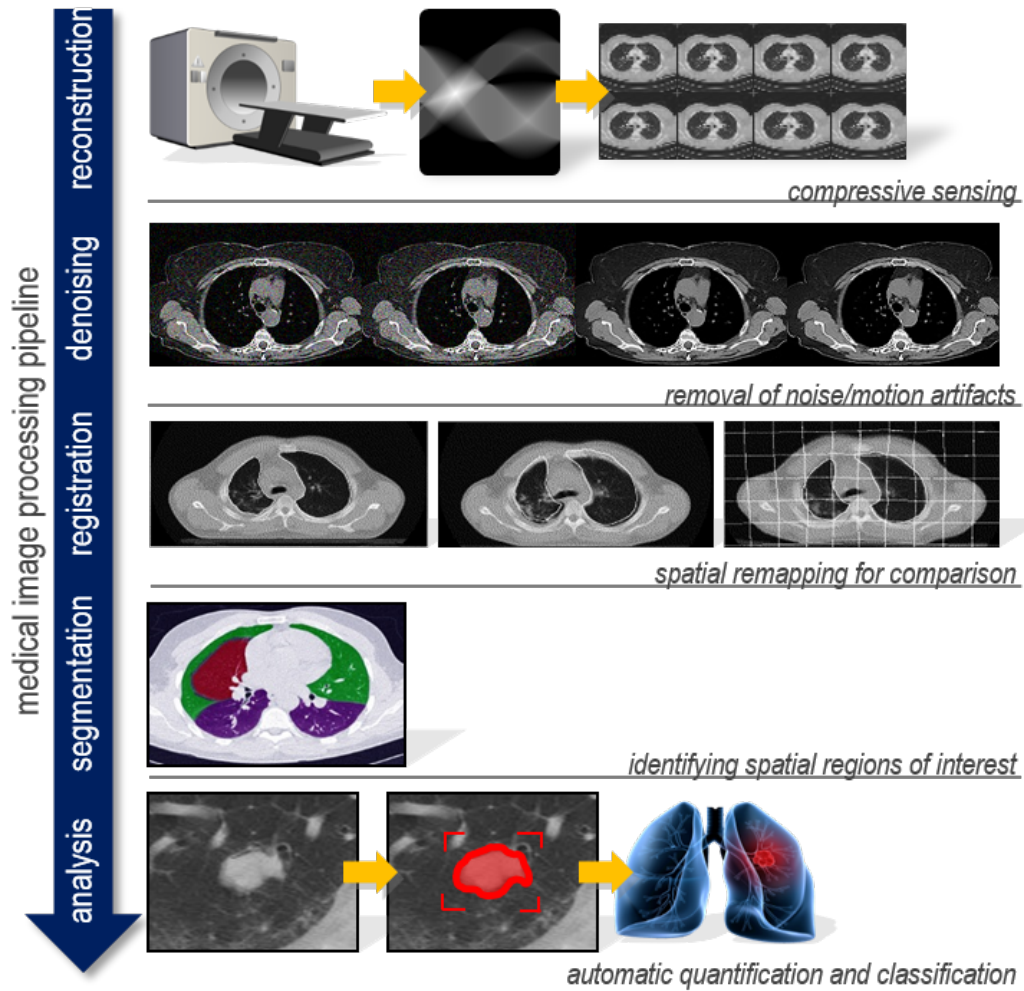 medical image processing pipeline
reconstruction
compressive sensing
denoising
removal of noise/motion artifacts
registration
spatial remapping for comparison
segmentation
identifying spatial regions of interest
analysis
automatic quantification and classification